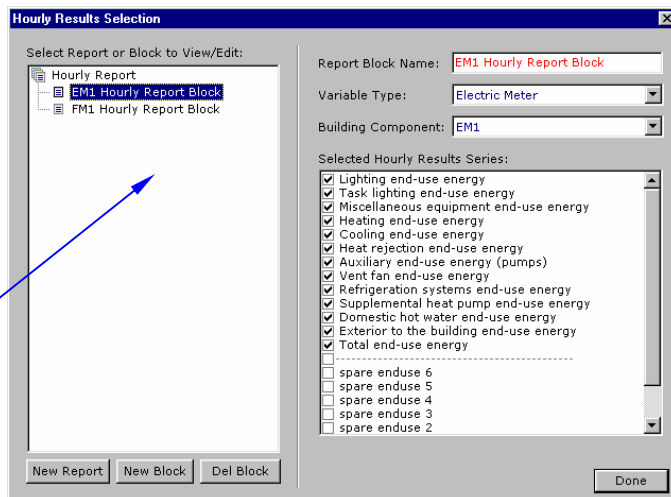 Hourly Results Selection
Select Report or Block to View/Edit:
Hourly Report
EM1 Hourly Report Block
FM1 Hourly Report Block
New Report
New Block
Del Block
Report Block Name: EM1 Hourly Report Block
Variable Type: Electric Meter
Building Component: EM1
Selected Hourly Results Series:
Lighting end-use energy
Task lighting end-use energy
Miscellaneous equipment end-use energy
Heating end-use energy
Cooling end-use energy
Heat rejection end-use energy
Auxiliary end-use energy (pumps)
Vent fan end-use energy
Refrigeration systems end-use energy
Supplemental heat pump end-use energy
Domestic hot water end-use energy
Exterior to the building end-use energy
Total end-use energy
------------------------------------------
spare enduse 6
spare enduse 5
spare enduse 4
spare enduse 3
spare enduse 2
Done